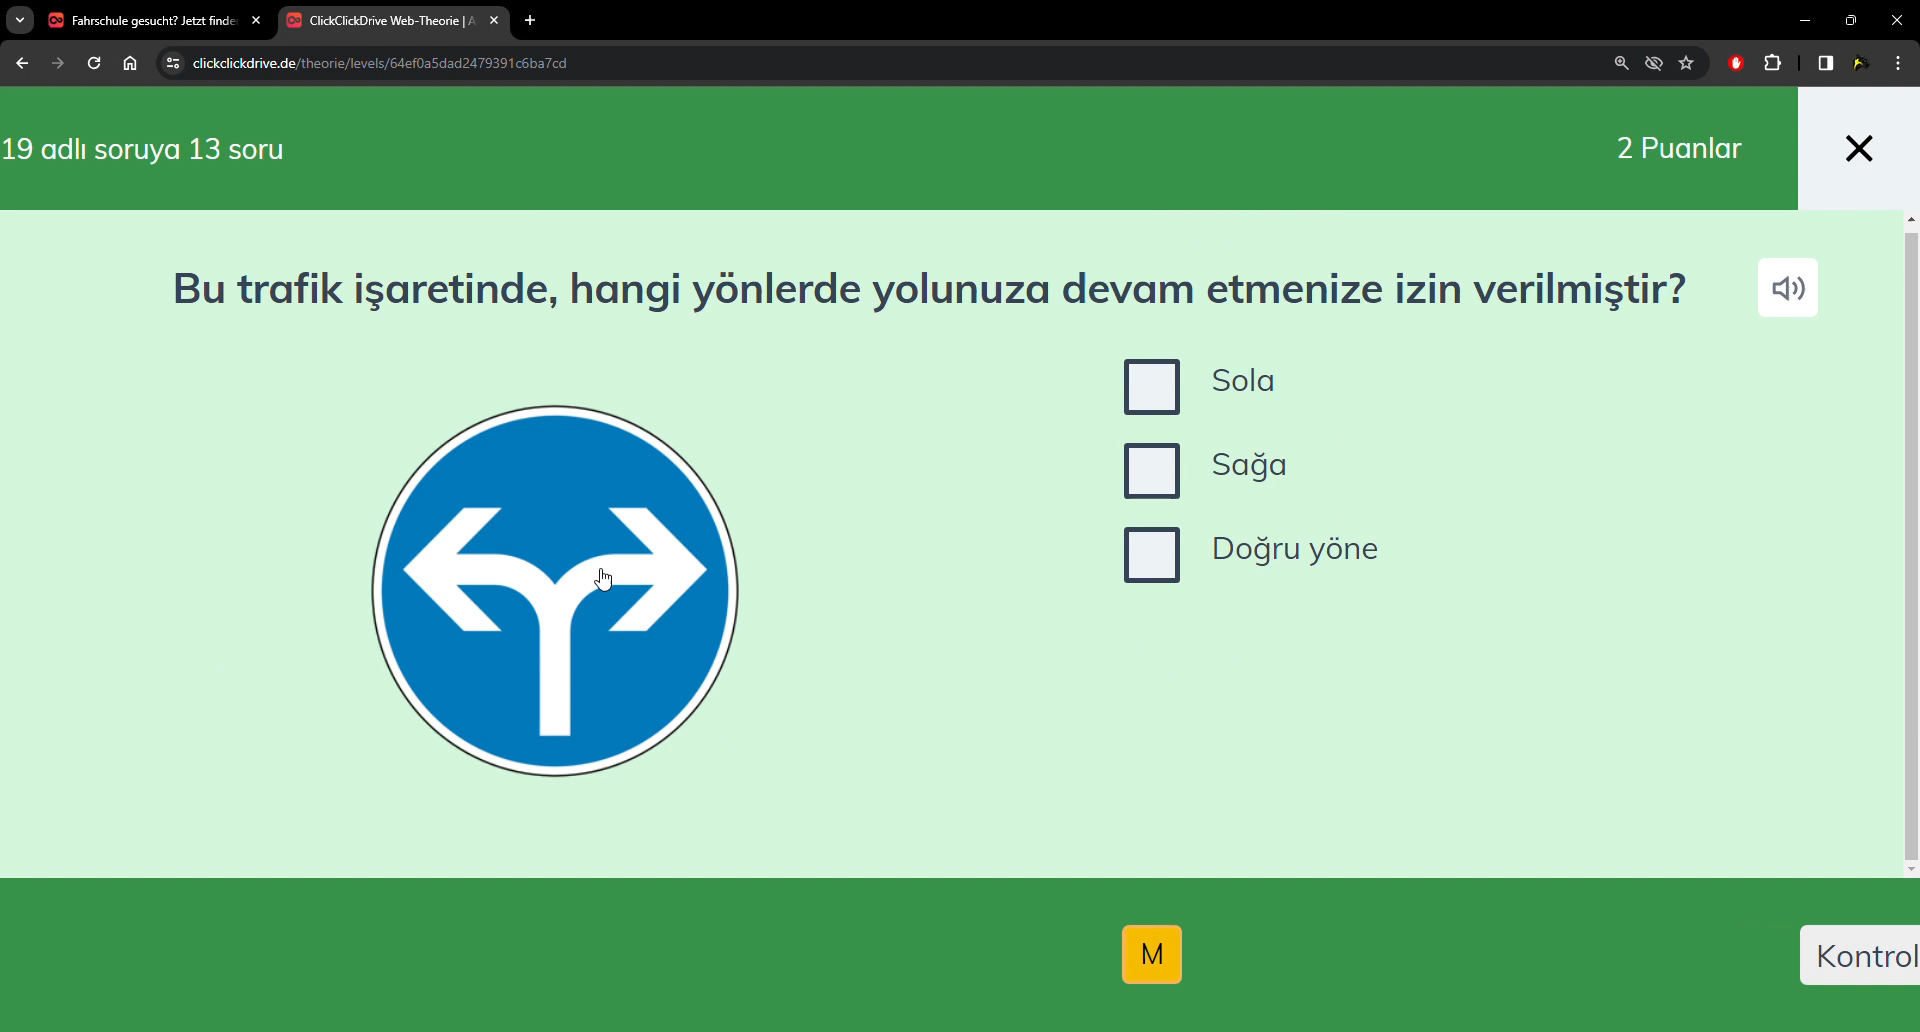 Fahrschule gesucht? Jetzt finde
ClickClickDrive Web-Theorie | A
clickclickdrive.de/theorie/levels/64ef0a5dad2479391c6ba7cd
19 adlı soruya 13 soru
2 Puanlar
Bu trafik işaretinde, hangi yönlerde yolunuza devam etmenize izin verilmiştir?
Sola
Sağa
Doğru yöne
M
Kontrol